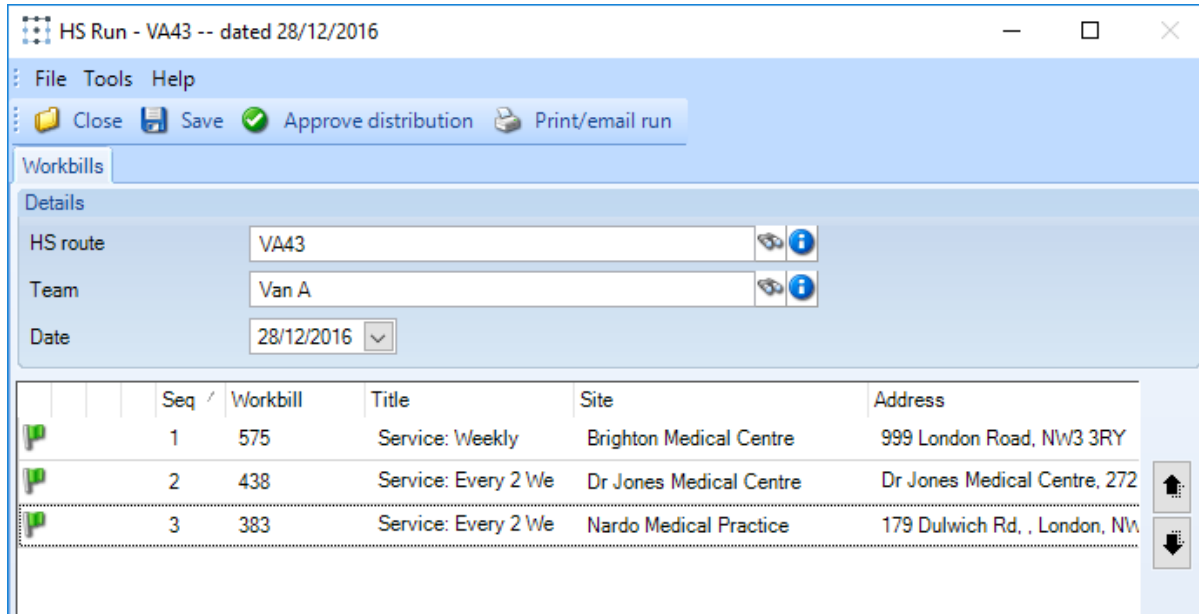 HS Run - VA43 -- dated 28/12/2016
File Tools Help
Close Save Approve distribution Print/email run
Workbills
Details
HS route VA43
Team Van A
Date 28/12/2016
Seq Workbill Title Site Address
1 575 Service: Weekly Brighton Medical Centre 999 London Road, NW3 3RY
2 438 Service: Every 2 We Dr Jones Medical Centre Dr Jones Medical Centre, 272
3 383 Service: Every 2 We Nardo Medical Practice 179 Dulwich Rd, , London, NW